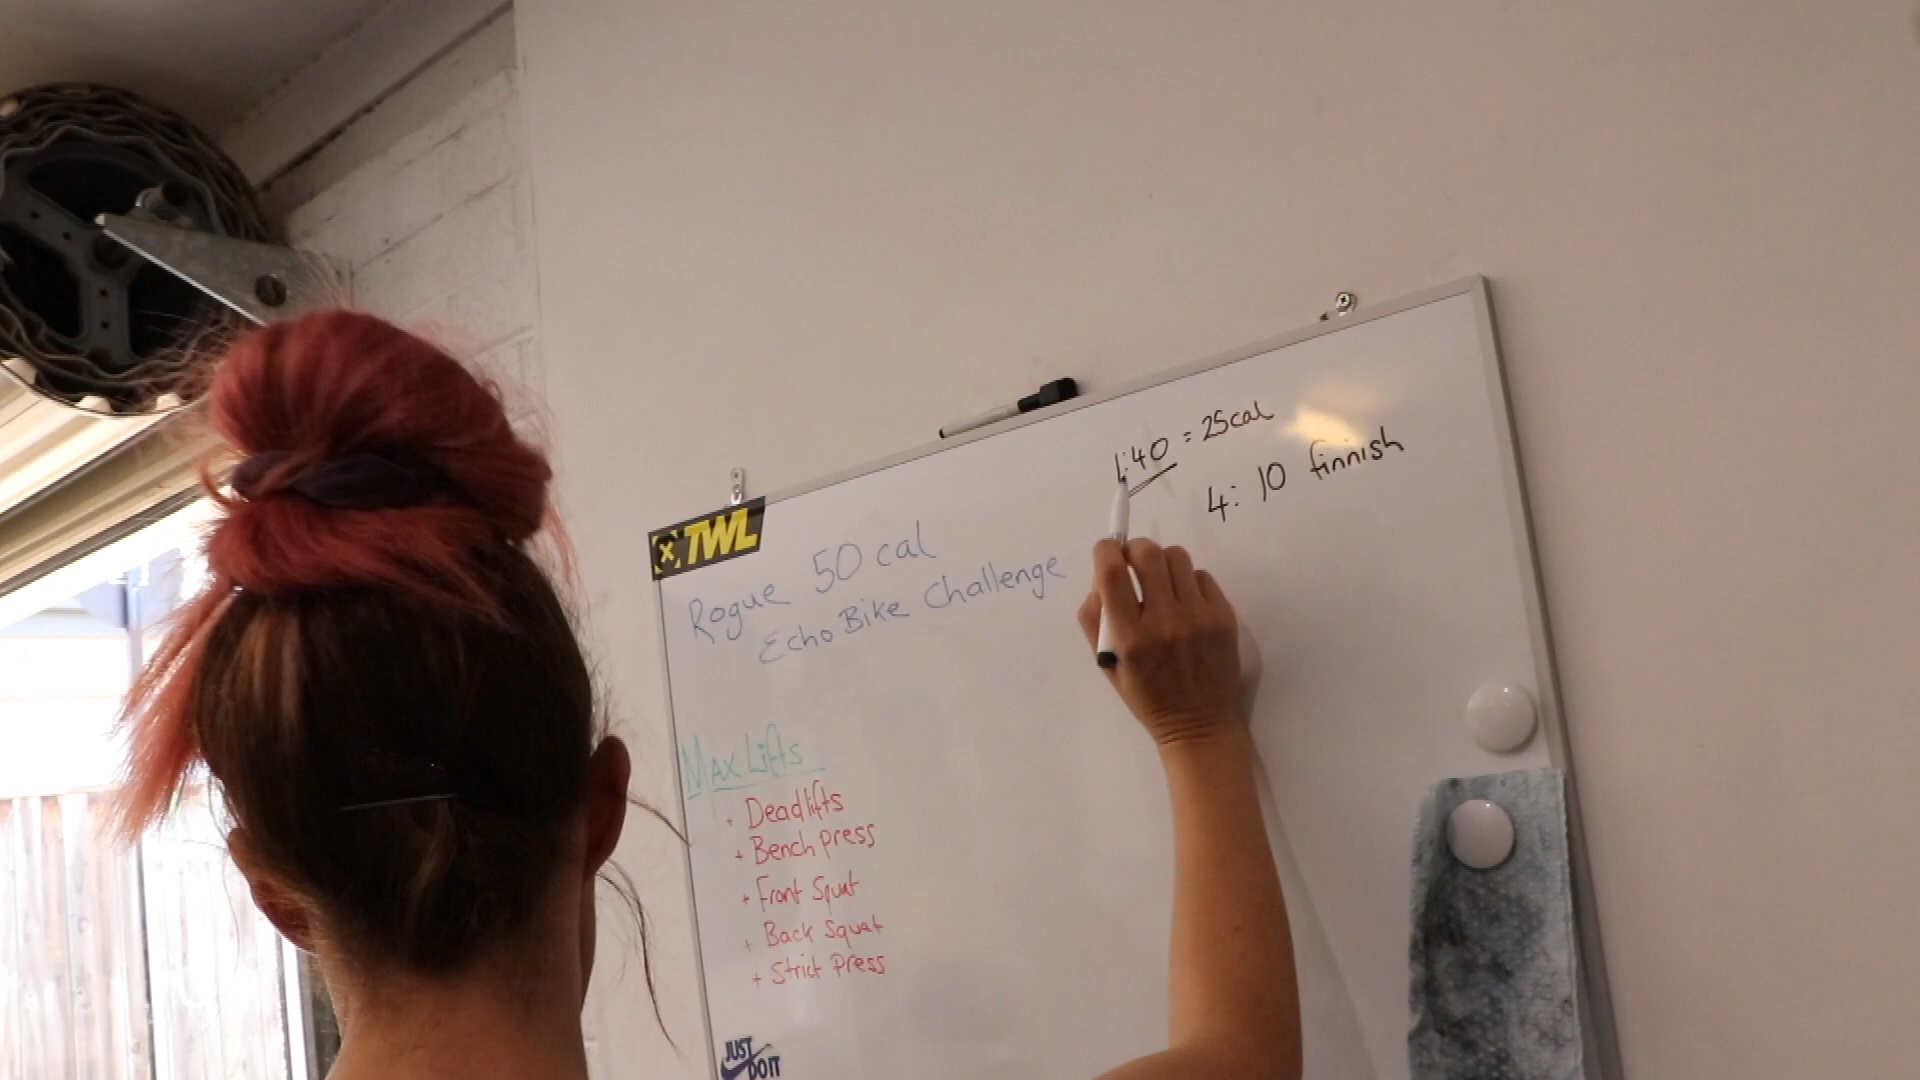 1:40 = 25cal
4:10 finnish
TWL
Rogue 50 cal
Echo Bike Challenge
Max Lifts
+ Deadlifts
+ Bench press
+ Front Squat
+ Back Squat
+ Strict Press
JUST
DO IT